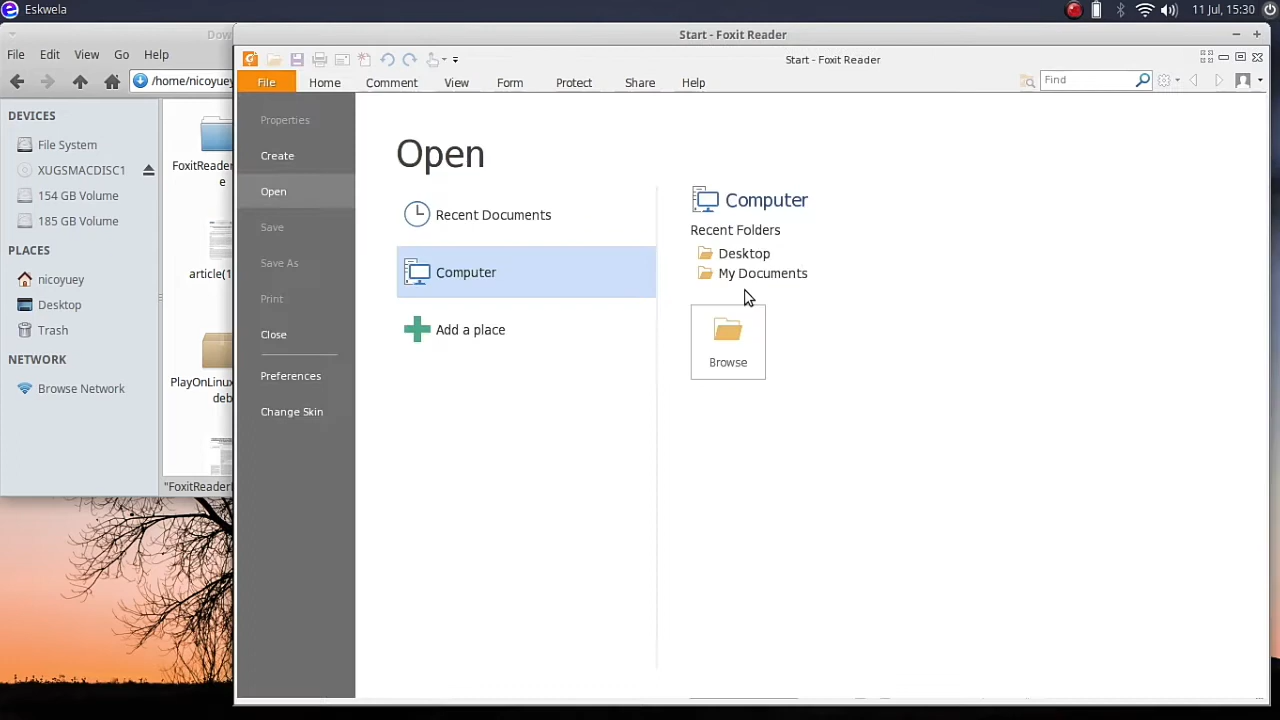 Eskwela
11 Jul, 15:30
Dow
File Edit View Go Help
/home/nicoyuey
DEVICES
File System
XUGSMACDISC1
154 GB Volume
185 GB Volume
PLACES
nicoyuey
Desktop
Trash
NETWORK
Browse Network
FoxitReader
e
article(1
PlayOnLinux
deb
"FoxitReader
Start - Foxit Reader
Start - Foxit Reader
File Home Comment View Form Protect Share Help
Find
Properties
Create
Open
Save
Save As
Print
Close
Preferences
Change Skin
Open
Recent Documents
Computer
Add a place
Computer
Recent Folders
Desktop
My Documents
Browse